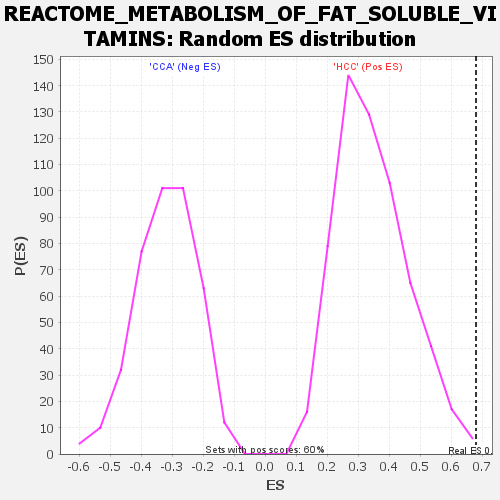 REACTOME_METABOLISM_OF_FAT_SOLUBLE_VI
TAMINS: Random ES distribution
'CCA' (Neg ES) 'HCC' (Pos ES)
150
140
130
120
110
100
90
80
70
60
50
40
30
20
10
0
P(ES)
Sets with pos scores: 60%
Real ES 0.
-0.6 -0.5 -0.4 -0.3 -0.2 -0.1 0.0 0.1 0.2 0.3 0.4 0.5 0.6 0.7
ES